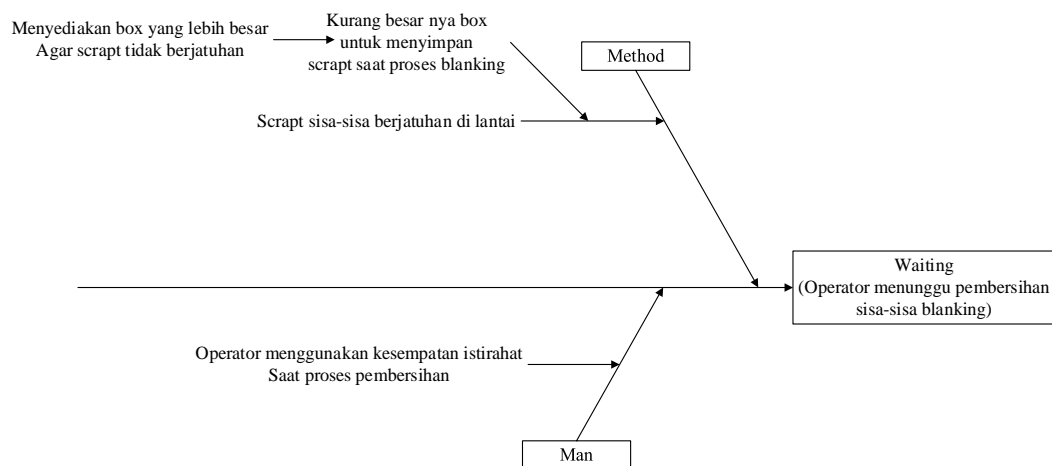 Menyediakan box yang lebih besar
Agar scrapt tidak berjatuhan
Kurang besar nya box
untuk menyimpan
scrapt saat proses blanking
Method
Scrapt sisa-sisa berjatuhan di lantai
Waiting
(Operator menunggu pembersihan
sisa-sisa blanking)
Operator menggunakan kesempatan istirahat
Saat proses pembersihan
Man